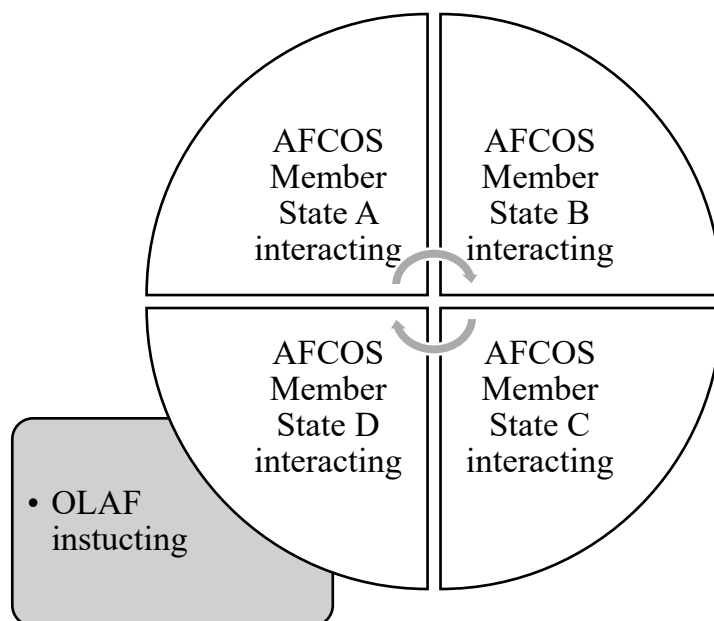 AFCOS
Member
State A
interacting
AFCOS
Member
State B
interacting
AFCOS
Member
State D
interacting
AFCOS
Member
State C
interacting
• OLAF
instucting